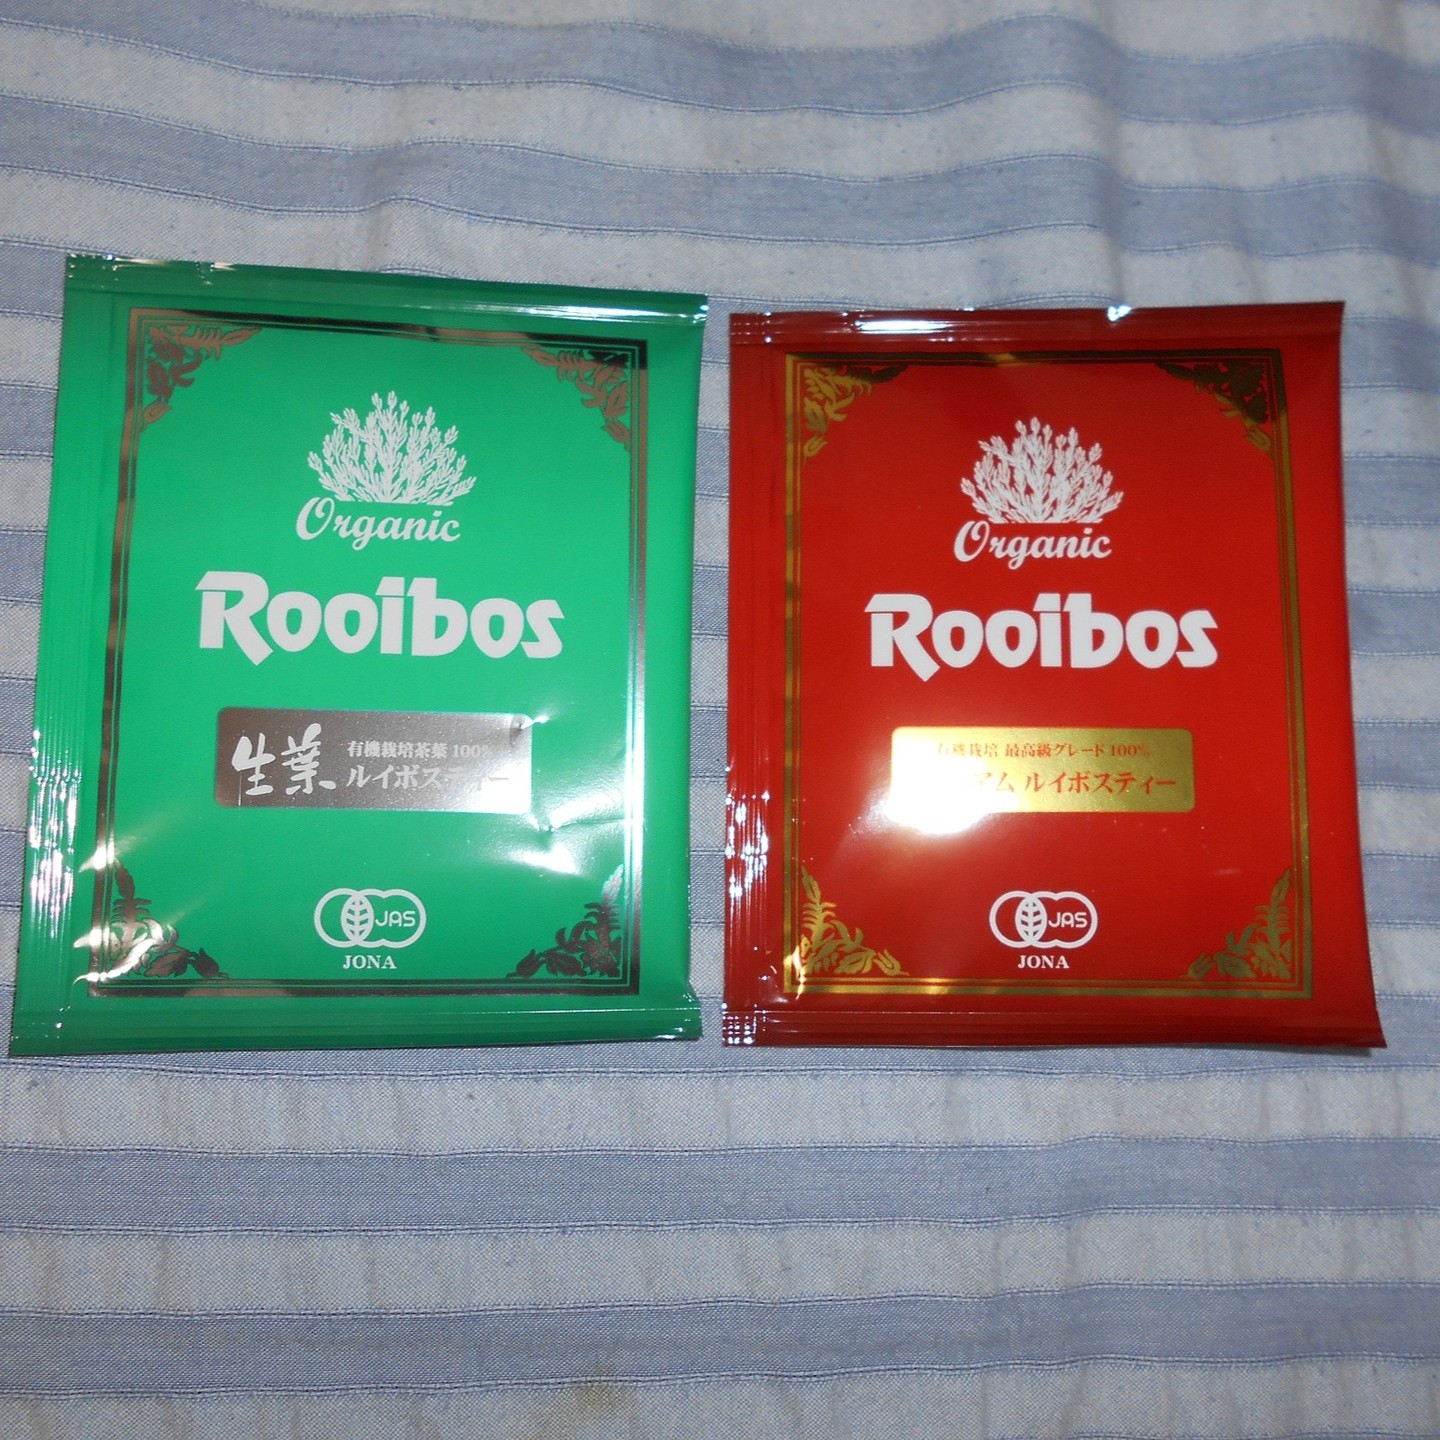 Organic
Rooibos
生葉
有機栽培茶葉 100%
ルイボスティー
JAS
JONA
Organic
Rooibos
有機栽培 最高級グレード 100%
アム ルイボスティー
JAS
JONA